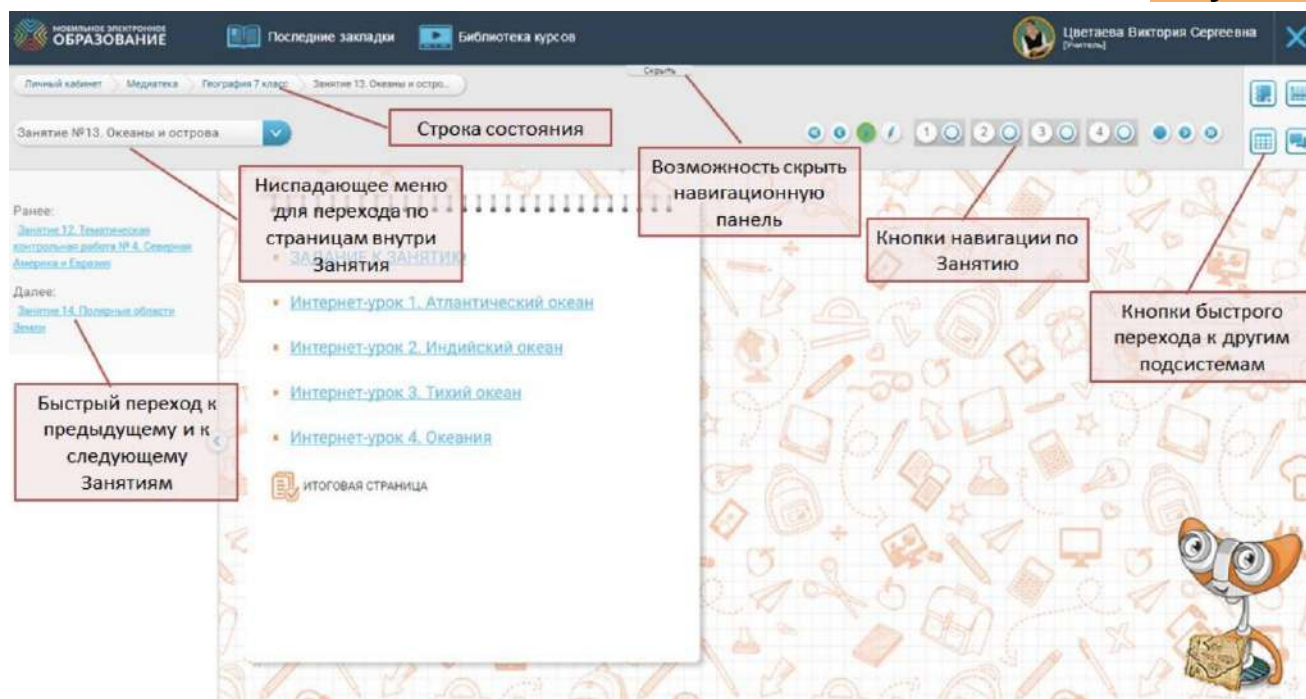 МОБИЛЬНОЕ ЭЛЕКТРОННОЕ
ОБРАЗОВАНИЕ
Последние закладки
Библиотека курсов
Цветаева Виктория Сергеевна
[Учитель]
Скрыть
Личный кабинет
Медиатека
География 7 класс
Занятие 13. Океаны и остро...
Занятие №13. Океаны и острова
Строка состояния
1
2
3
4
Возможность скрыть
навигационную
панель
Ниспадающее меню
для перехода по
страницам внутри
Занятия
Кнопки навигации по
Занятию
Кнопки быстрого
перехода к другим
подсистемам
Ранее:
Занятие 12. Тематическая
контрольная работа № 4. Северная
Америка и Евразия
Далее:
Занятие 14. Полярные области
Земли
Быстрый переход к
предыдущему и к
следующему
Занятиям
ЗАДАНИЕ К ЗАНЯТИЮ
Интернет-урок 1. Атлантический океан
Интернет-урок 2. Индийский океан
Интернет-урок 3. Тихий океан
Интернет-урок 4. Океания
ИТОГОВАЯ СТРАНИЦА